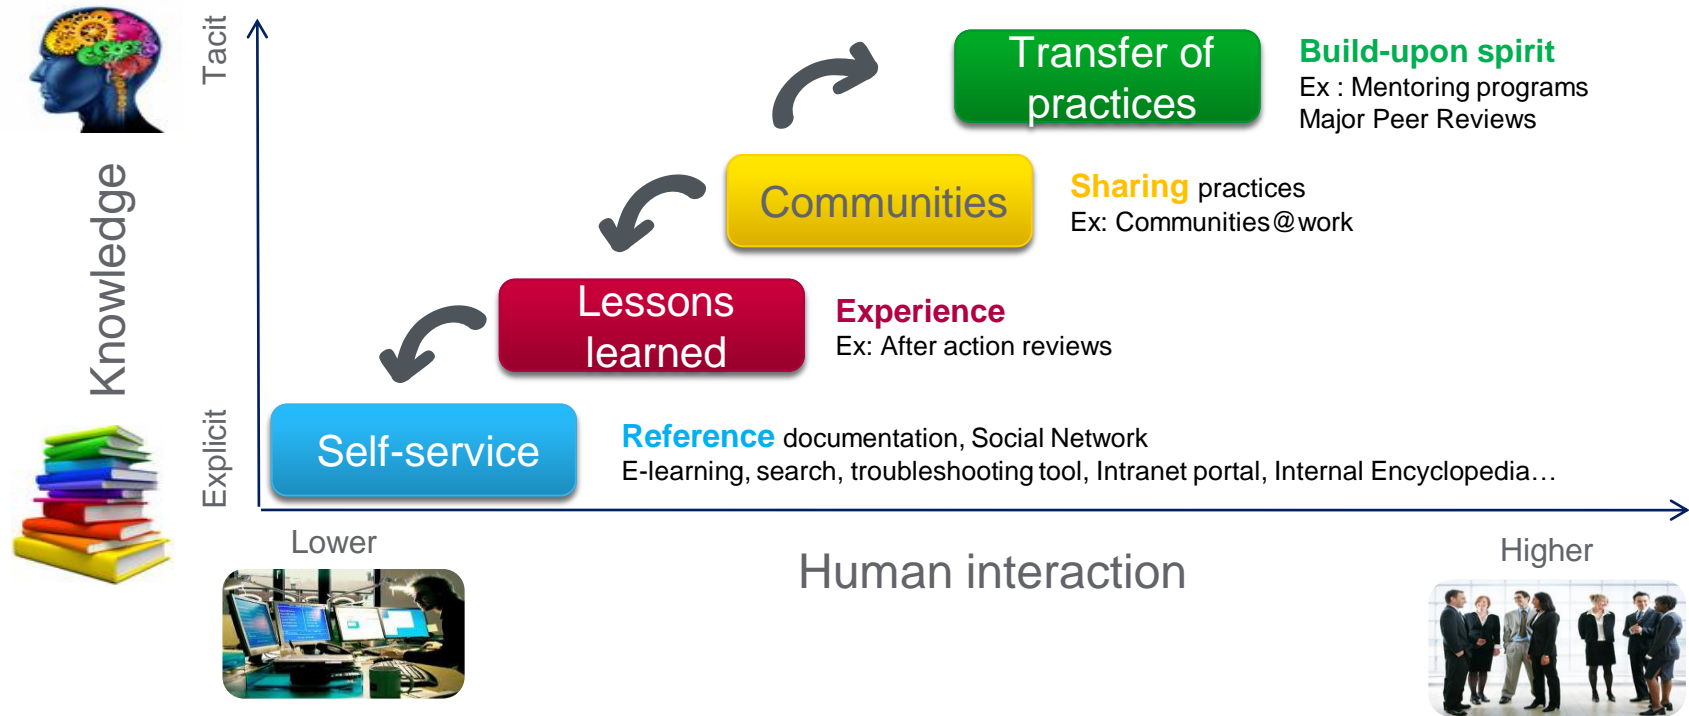 Tacit
Transfer of
practices
Build-upon spirit
Ex : Mentoring programs
Major Peer Reviews
Knowledge
Communities
Sharing practices
Ex: Communities@work
Lessons
learned
Experience
Ex: After action reviews
Explicit
Self-service
Reference documentation, Social Network
E-learning, search, troubleshooting tool, Intranet portal, Internal Encyclopedia…
Lower
Human interaction
Higher